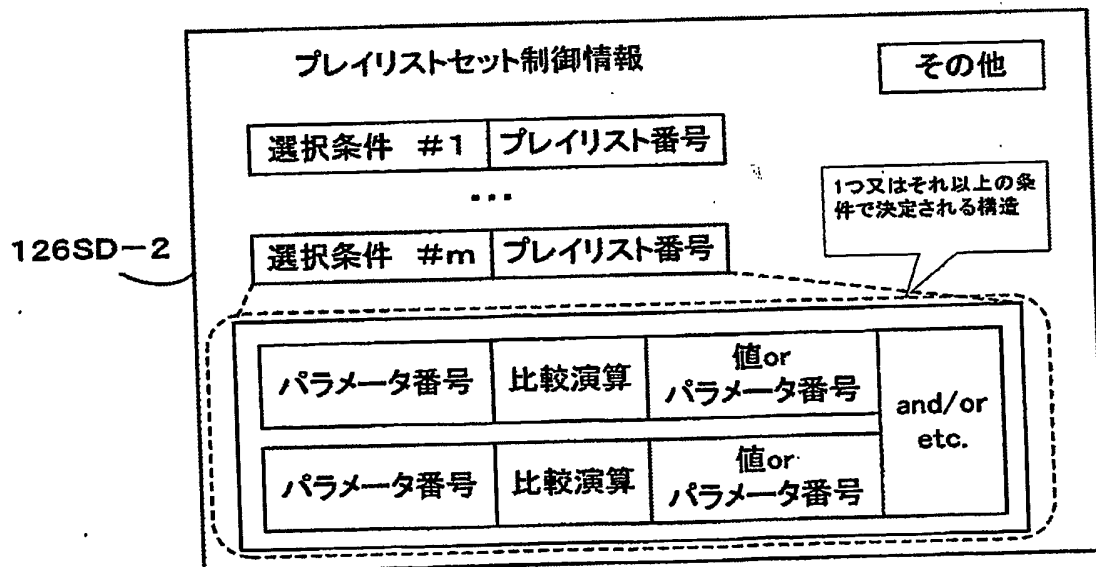 プレイリストセット制御情報
その他
選択条件 #1
プレイリスト番号
...
1つ又はそれ以上の条
件で決定される構造
126SD-2
選択条件 #m
プレイリスト番号
パラメータ番号
比較演算
値or
パラメータ番号
and/or
etc.
パラメータ番号
比較演算
値or
パラメータ番号